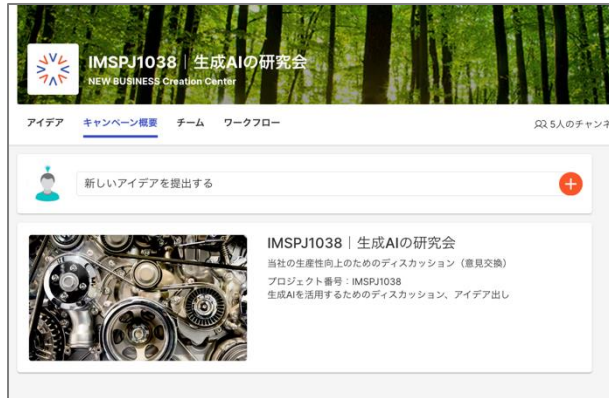 IMSPJ1038｜生成AIの研究会
NEW BUSINESS Creation Center
アイデア キャンペーン概要 チーム ワークフロー 5人のチャンネ
新しいアイデアを提出する
IMSPJ1038｜生成AIの研究会
当社の生産性向上のためのディスカッション（意見交換）
プロジェクト番号：IMSPJ1038
生成AIを活用するためのディスカッション、アイデア出し